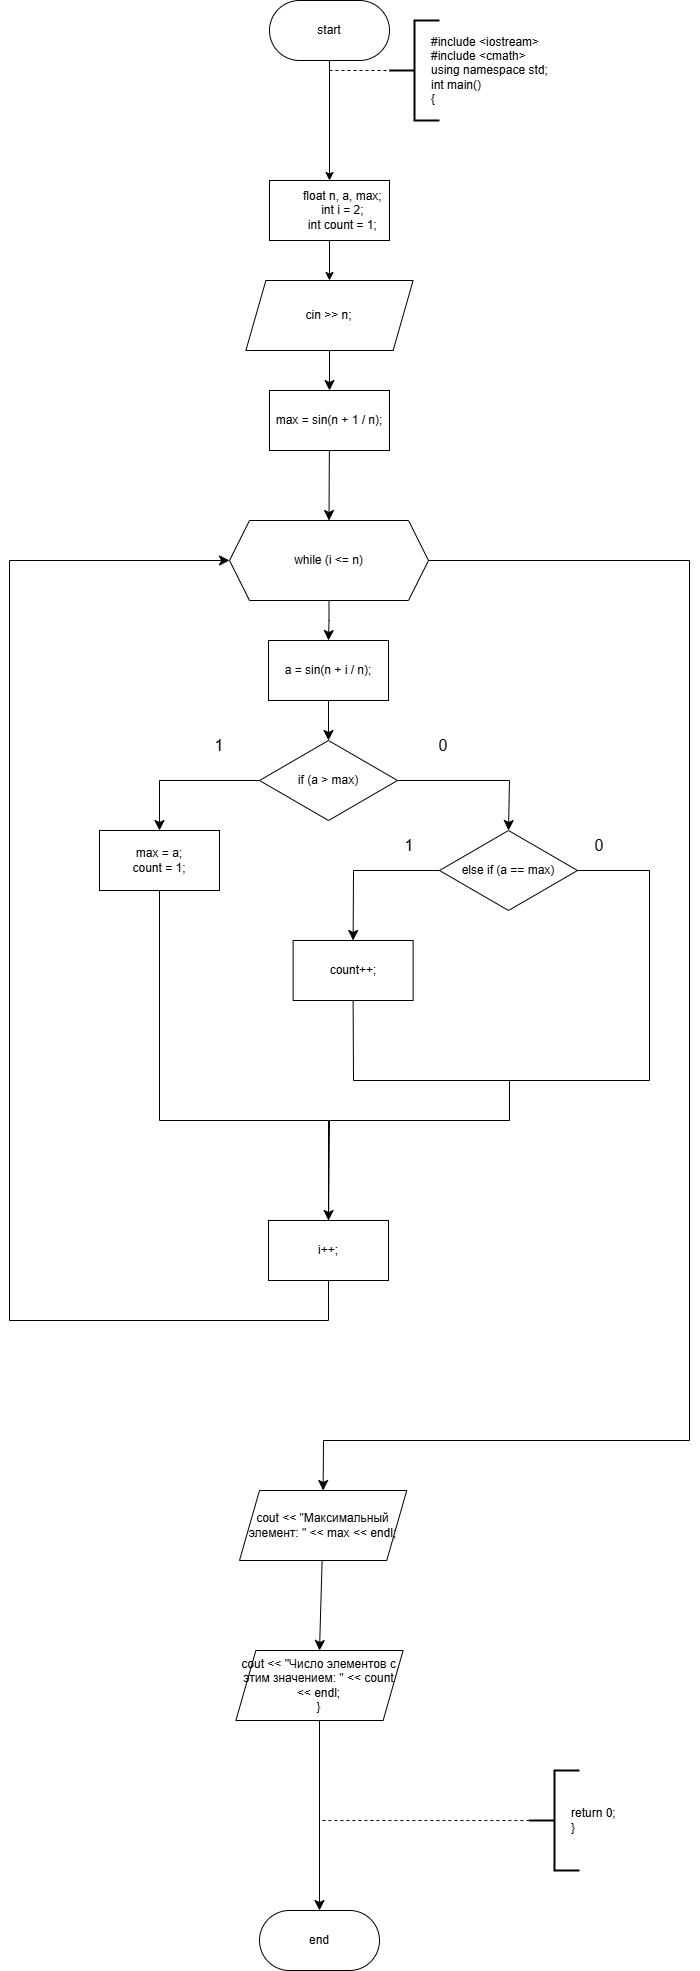 start
#include <iostream>
#include <cmath>
using namespace std;
int main()
{
float n, a, max;
int i = 2;
int count = 1;
cin >> n;
max = sin(n + 1 / n);
while (i <= n)
a = sin(n + i / n);
1
0
if (a > max)
max = a;
count = 1;
1
0
else if (a == max)
count++;
i++;
cout << "Максимальный
элемент: " << max << endl;
cout << "Число элементов с
этим значением: " << count
<< endl;
}
return 0;
}
end